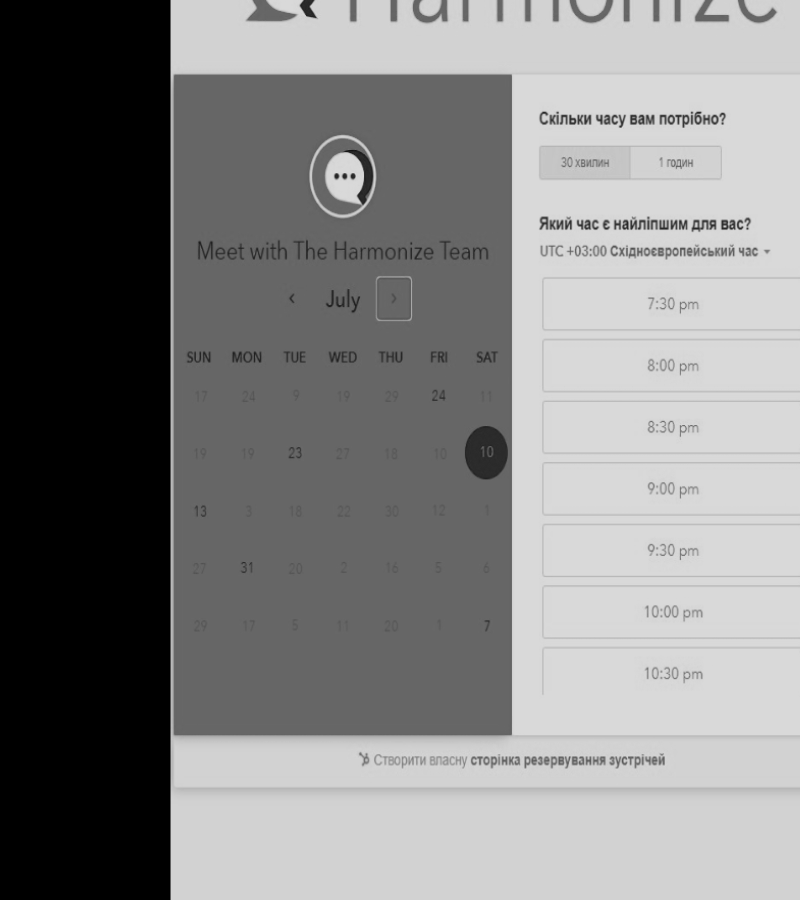 Harmonize
Meet with The Harmonize Team
July
SUN MON TUE WED THU FRI SAT
17 24 9 19 29 24 11
19 19 23 27 18 10 10
13 3 18 22 30 12 1
27 31 20 2 16 5 6
29 17 5 11 20 1 7
Скільки часу вам потрібно?
30 хвилин 1 годин
Який час є найліпшим для вас?
UTC +03:00 Східноєвропейський час
7:30 pm
8:00 pm
8:30 pm
9:00 pm
9:30 pm
10:00 pm
10:30 pm
Створити власну сторінка резервування зустрічей